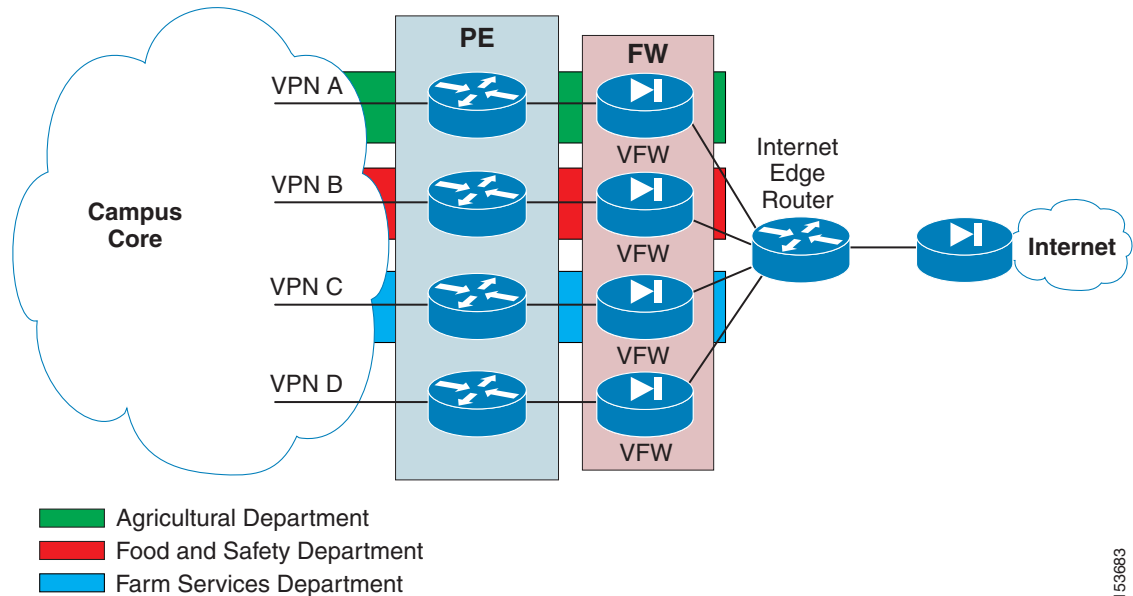 PE
FW
VPN A
VFW
VPN B
VFW
VPN C
VFW
VPN D
VFW
Campus
Core
Internet
Edge
Router
Internet
Agricultural Department
Food and Safety Department
Farm Services Department
153683